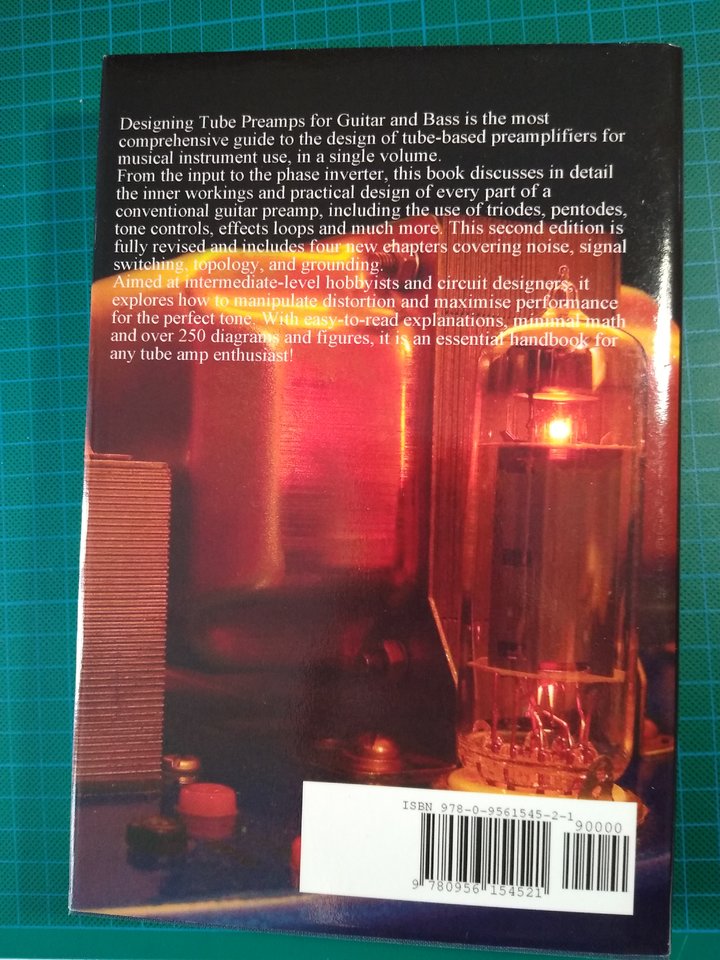 Designing Tube Preamps for Guitar and Bass is the most
comprehensive guide to the design of tube-based preamplifiers for
musical instrument use, in a single volume.
From the input to the phase inverter, this book discusses in detail
the inner workings and practical design of every part of a
conventional guitar preamp, including the use of triodes, pentodes,
tone controls, effects loops and much more. This second edition is
fully revised and includes four new chapters covering noise, signal
switching, topology, and grounding.
Aimed at intermediate-level hobbyists and circuit designers, it
explores how to manipulate distortion and maximise performance
for the perfect tone. With easy-to-read explanations, minimal math
and over 250 diagrams and figures, it is an essential handbook for
any tube amp enthusiast!
ISBN 978-0-9561545-2-1
90000
9 780956 154521